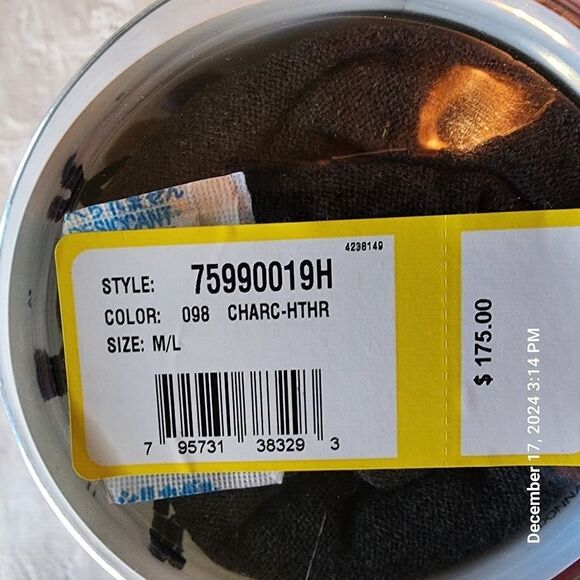 DESICCANT
4238149
STYLE: 75990019H
COLOR: 098 CHARC-HTHR
SIZE: M/L
7 95731 38329 3
$ 175.00
December 17, 2024 3:14 PM